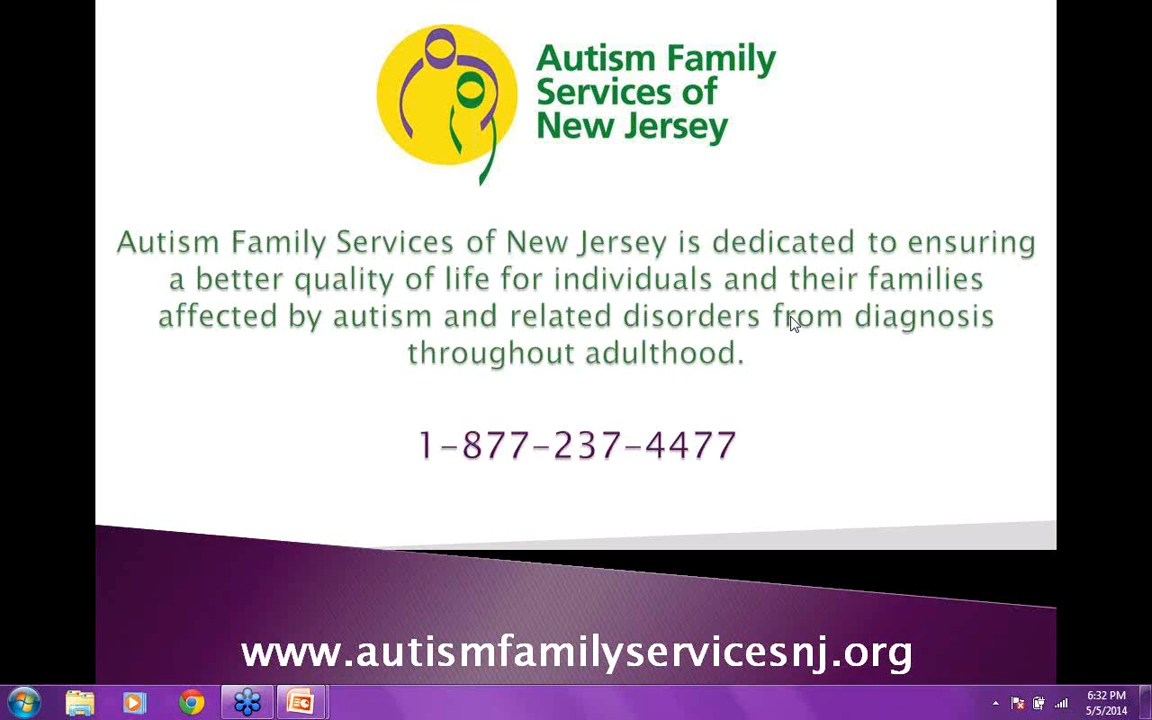 Autism Family
Services of
New Jersey
Autism Family Services of New Jersey is dedicated to ensuring
a better quality of life for individuals and their families
affected by autism and related disorders from diagnosis
throughout adulthood.
1-877-237-4477
www.autismfamilyservicesnj.org
6:32 PM
5/5/2014